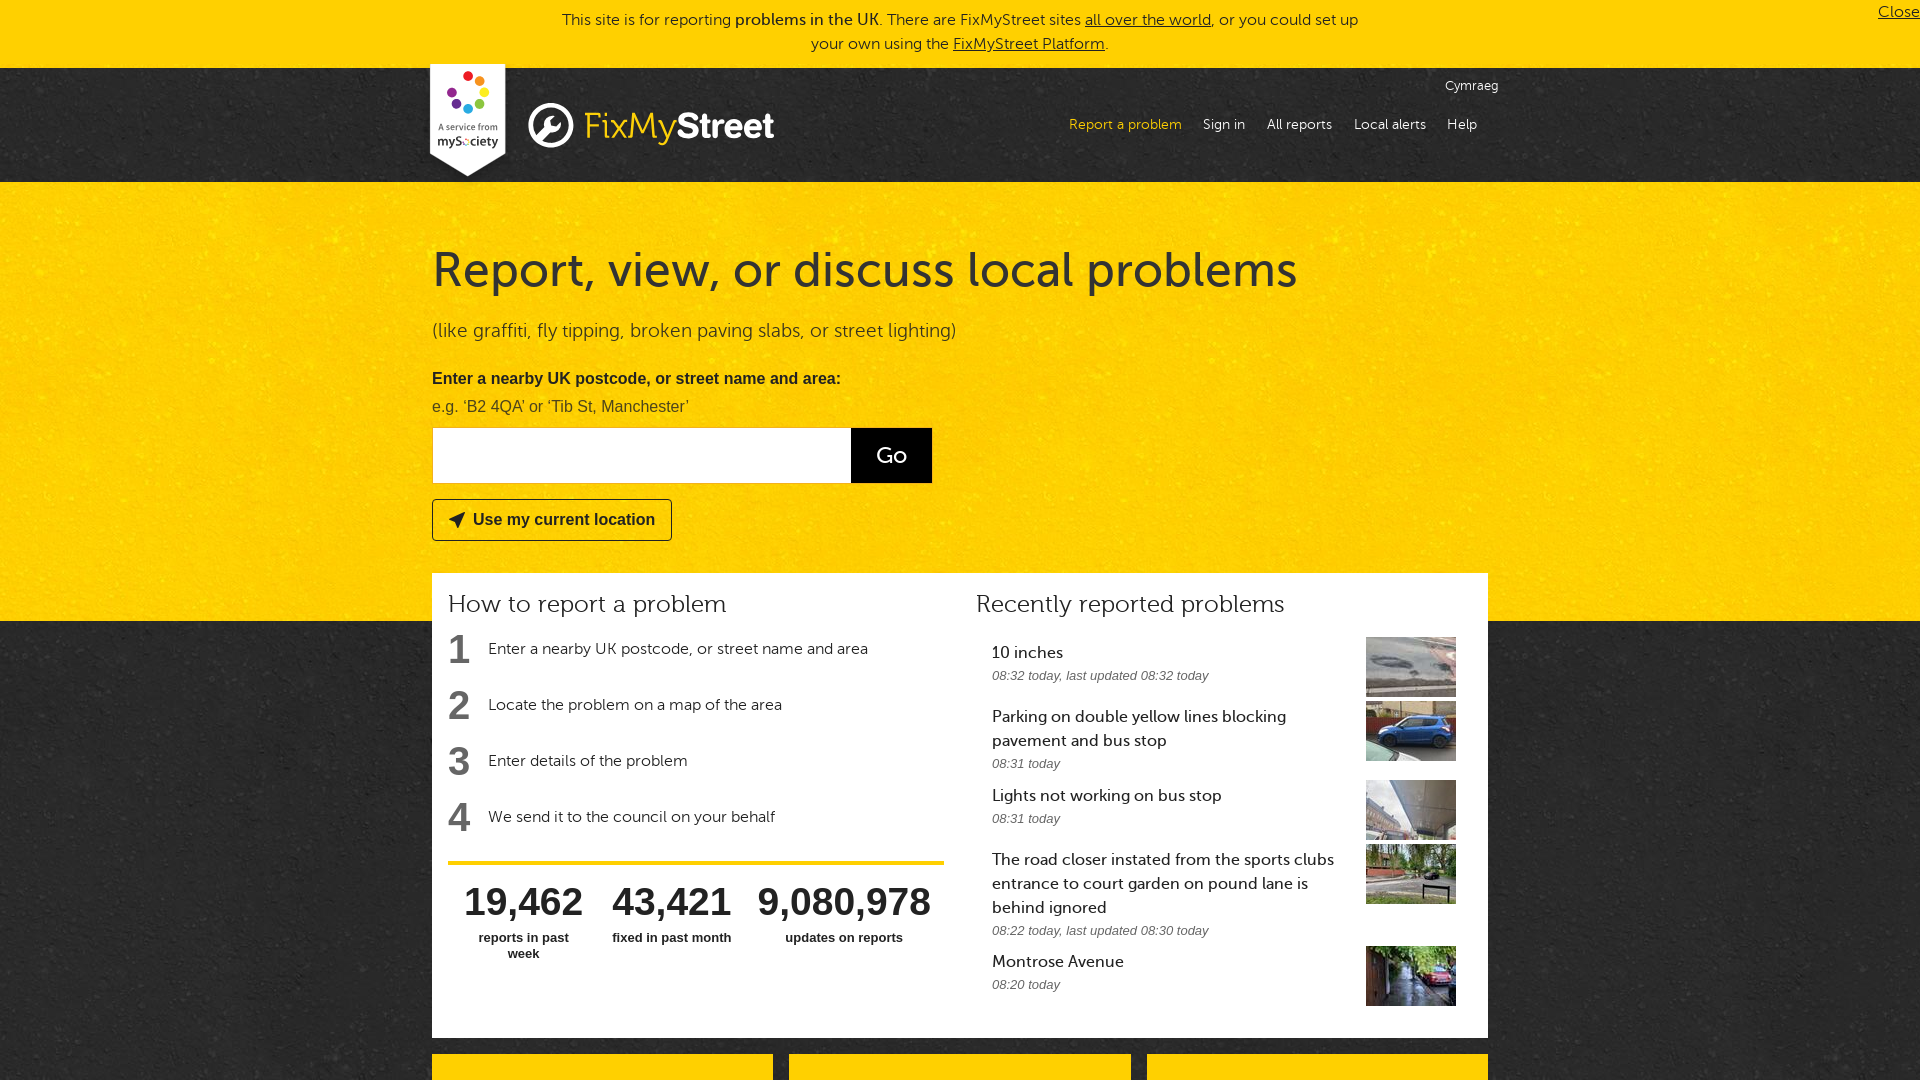 This site is for reporting problems in the UK. There are FixMyStreet sites all over the world, or you could set up
your own using the FixMyStreet Platform.
Close
A service from
mySociety
FixMyStreet
Cymraeg
Report a problem
Sign in
All reports
Local alerts
Help
Report, view, or discuss local problems
(like graffiti, fly tipping, broken paving slabs, or street lighting)
Enter a nearby UK postcode, or street name and area:
e.g. ‘B2 4QA’ or ‘Tib St, Manchester’
Go
Use my current location
How to report a problem
1 Enter a nearby UK postcode, or street name and area
2 Locate the problem on a map of the area
3 Enter details of the problem
4 We send it to the council on your behalf
19,462
reports in past
week
43,421
fixed in past month
9,080,978
updates on reports
Recently reported problems
10 inches
08:32 today, last updated 08:32 today
Parking on double yellow lines blocking
pavement and bus stop
08:31 today
Lights not working on bus stop
08:31 today
The road closer instated from the sports clubs
entrance to court garden on pound lane is
behind ignored
08:22 today, last updated 08:30 today
Montrose Avenue
08:20 today